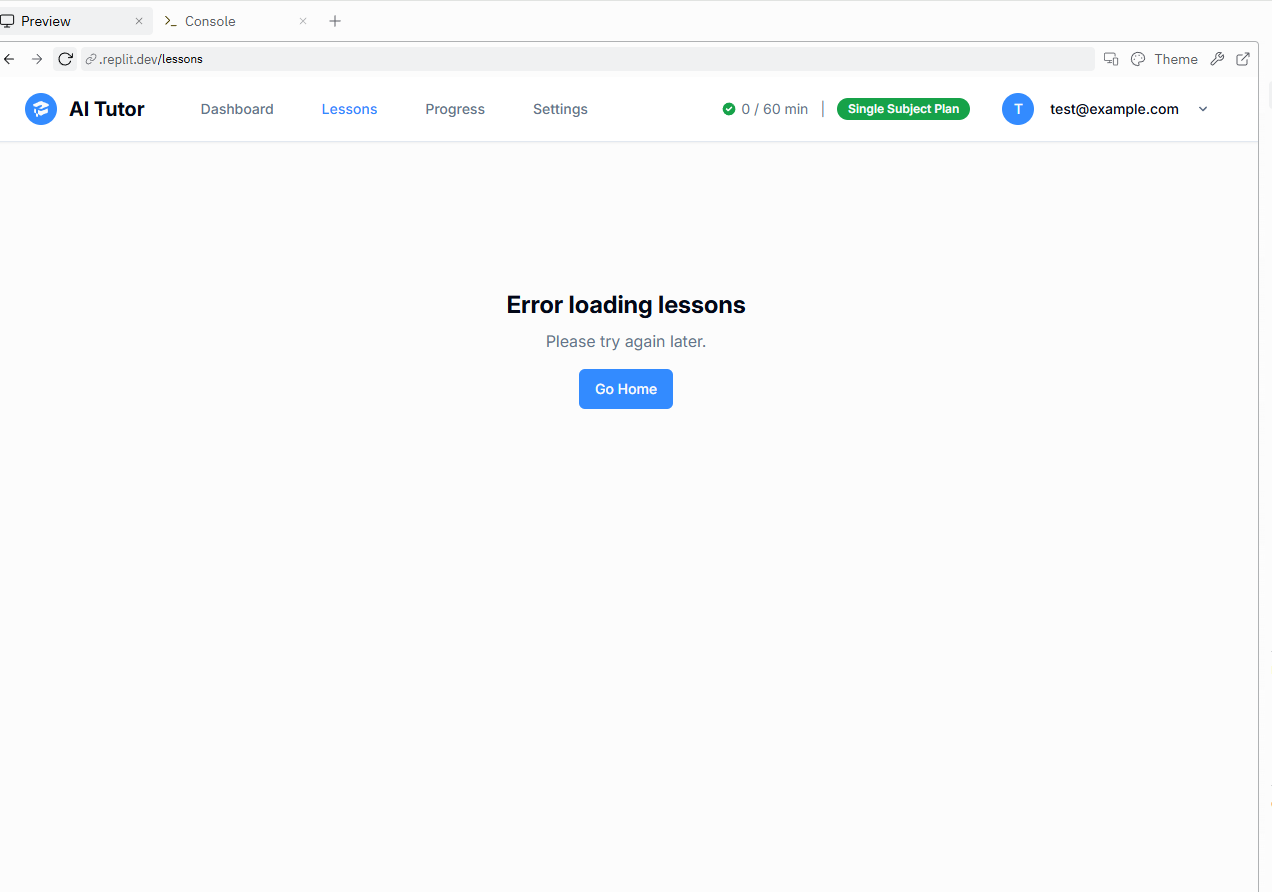 Preview
Console
.replit.dev/lessons
Theme
AI Tutor
Dashboard
Lessons
Progress
Settings
0 / 60 min
Single Subject Plan
T
test@example.com
Error loading lessons
Please try again later.
Go Home